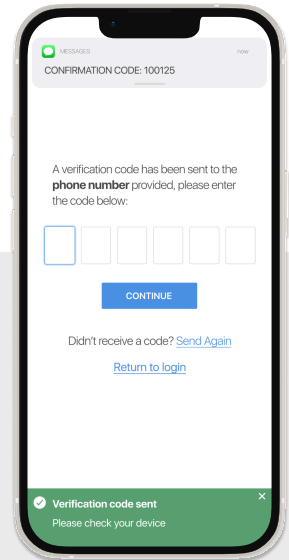 MESSAGES
now
CONFIRMATION CODE: 100125
A verification code has been sent to the
phone number provided, please enter
the code below:
CONTINUE
Didn't receive a code? Send Again
Return to login
Verification code sent
Please check your device